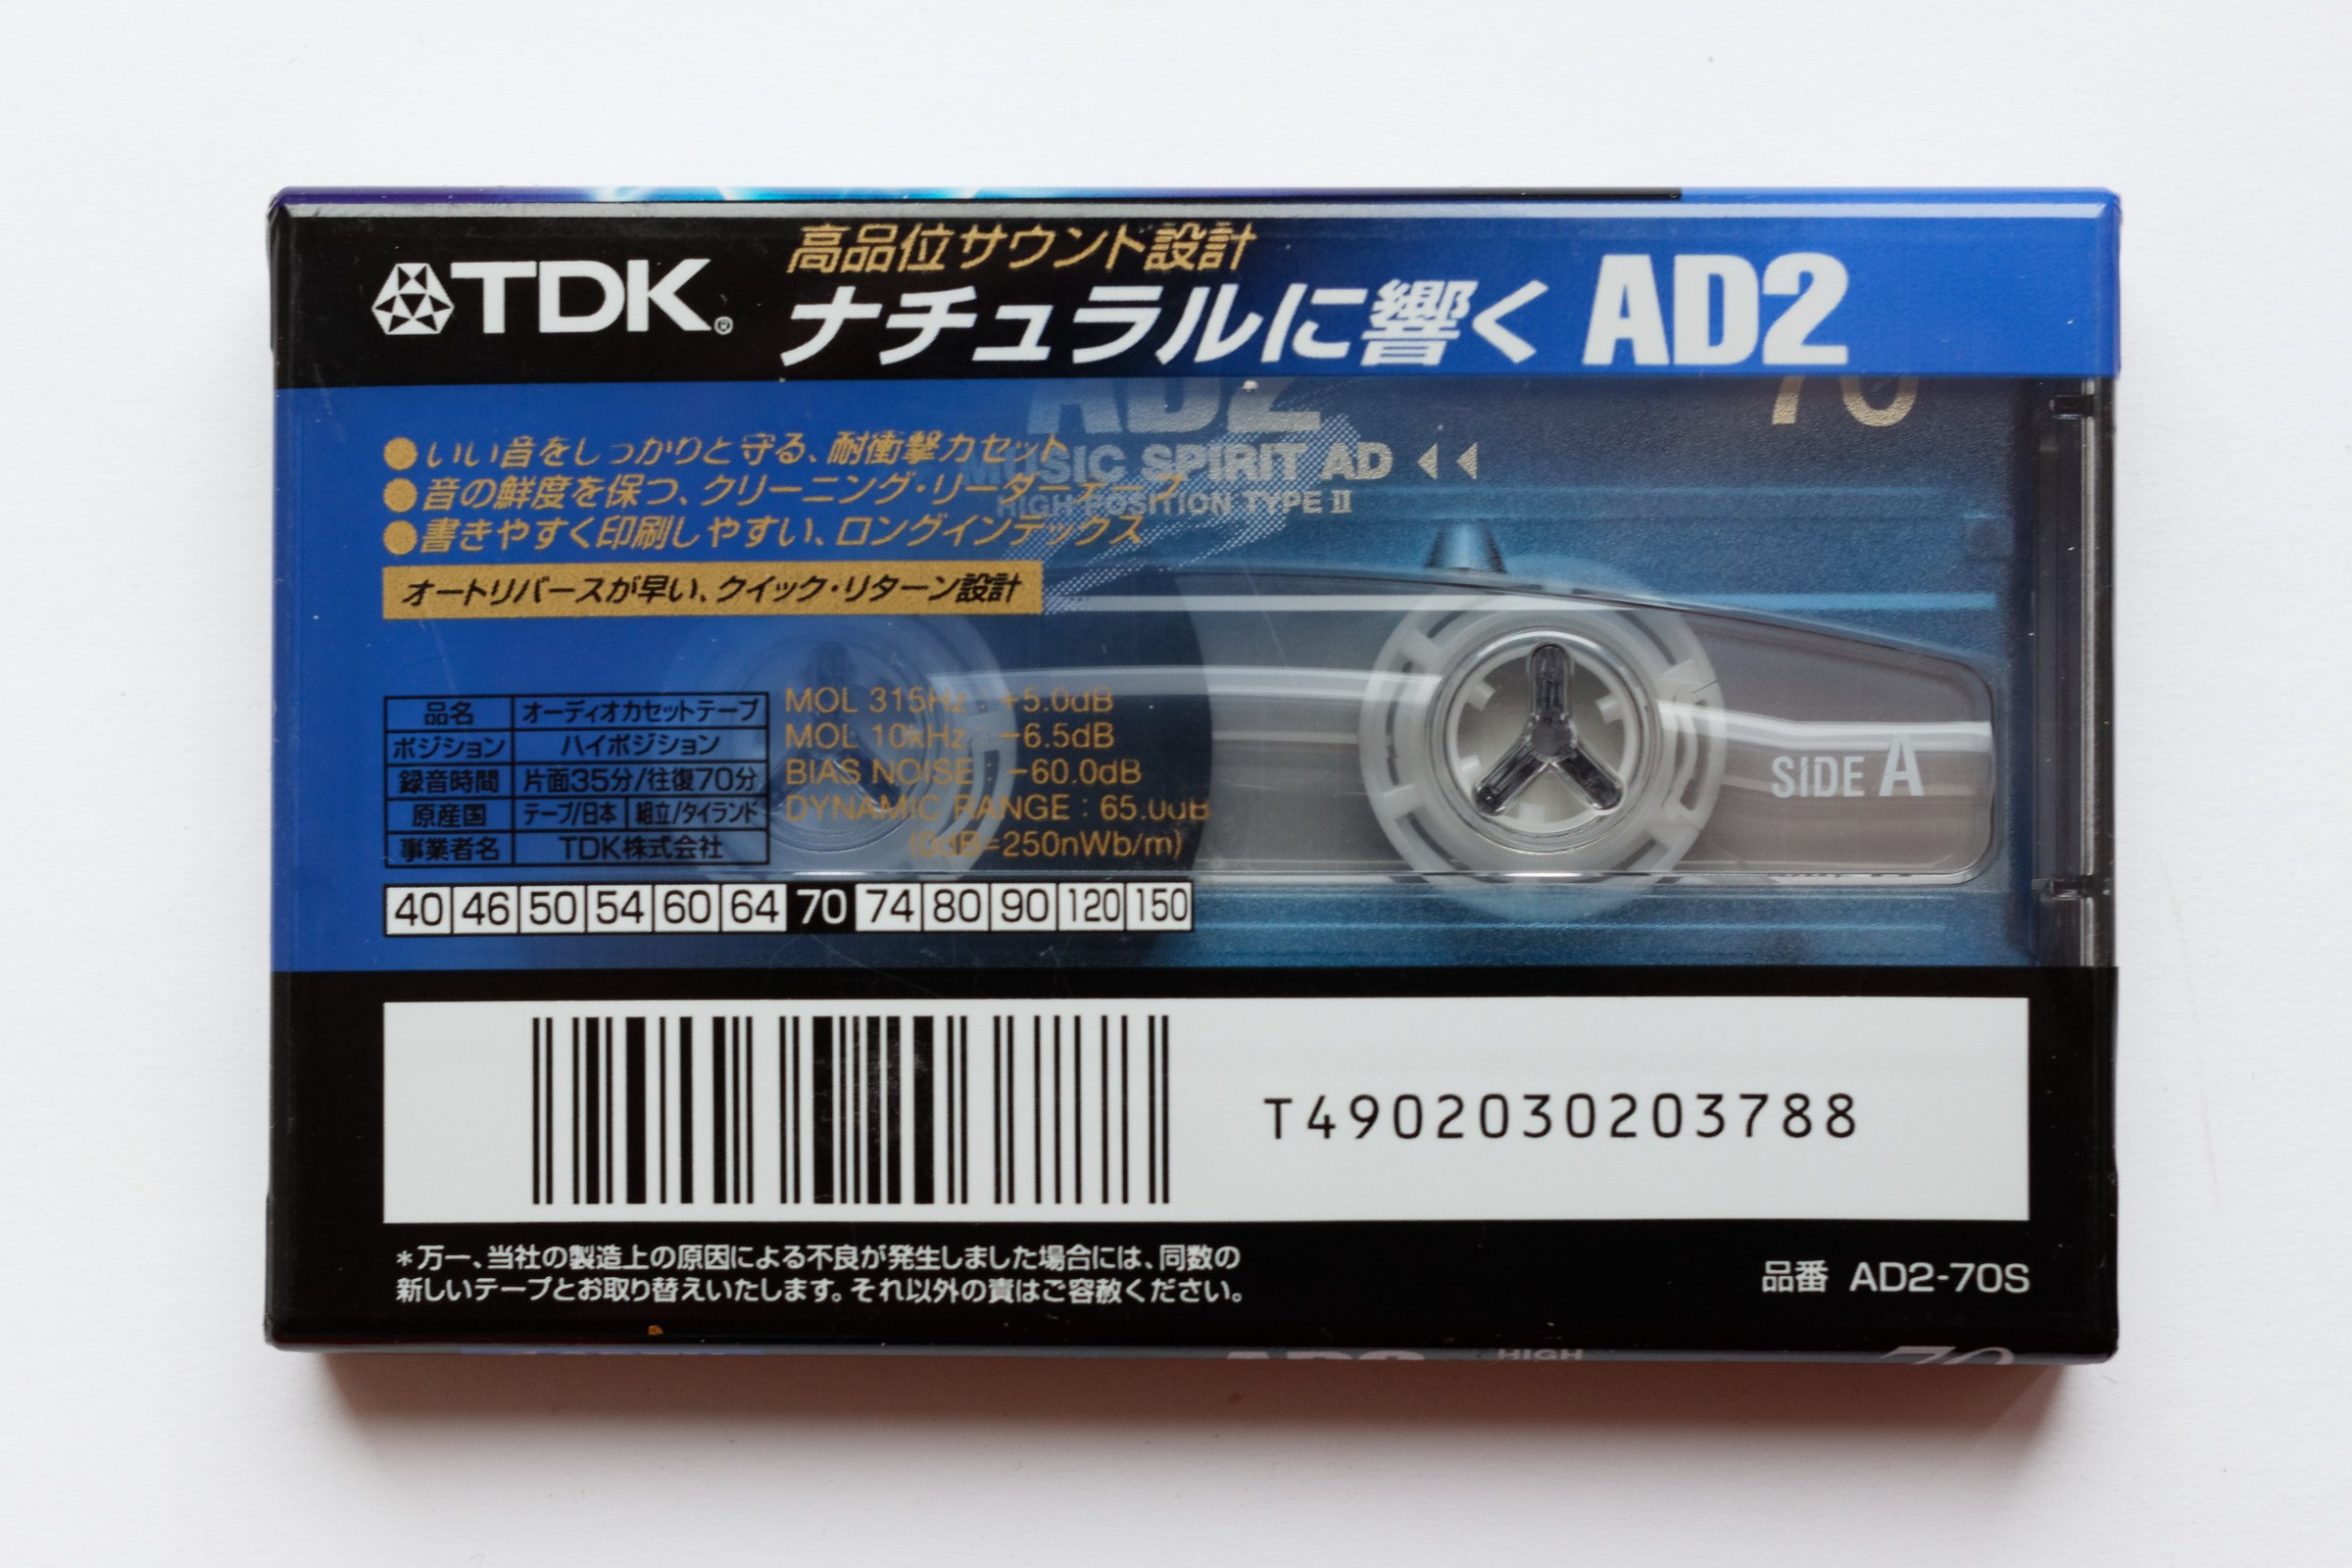 高品位サウンド設計
TDK® ナチュラルに響く AD2
AD2
70
●いい音をしっかりと守る、耐衝撃カセット
MUSIC SPIRIT AD ◀◀
●音の鮮度を保つ、クリーニング・リーダーテープ
HIGH POSITION TYPE II
●書きやすく印刷しやすい、ロングインデックス
オートリバースが早い、クイック・リターン設計
品名 オーディオカセットテープ
ポジション ハイポジション
録音時間 片面35分/往復70分
原産国 テープ/日本 組立/タイランド
事業者名 TDK株式会社
MOL 315Hz : +5.0dB
MOL 10kHz : −6.5dB
BIAS NOISE : −60.0dB
DYNAMIC RANGE : 65.0dB
(0dB=250nWb/m)
SIDE A
40 46 50 54 60 64 70 74 80 90 120 150
T4902030203788
*万一、当社の製造上の原因による不良が発生しました場合には、同数の
新しいテープとお取り替えいたします。それ以外の責はご容赦ください。
品番 AD2-70S
HIGH
70